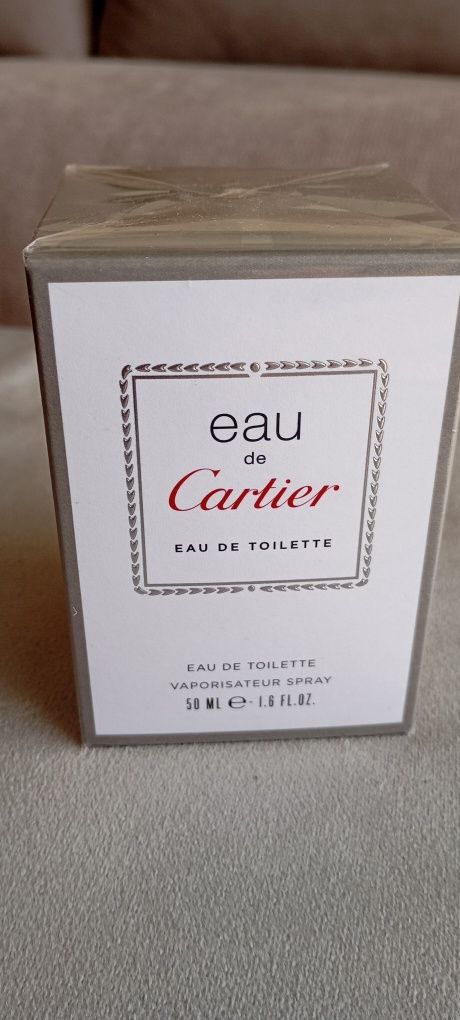 eau
de
Cartier
EAU DE TOILETTE
EAU DE TOILETTE
VAPORISATEUR SPRAY
50 ML ℮ - 1.6 FL.OZ.